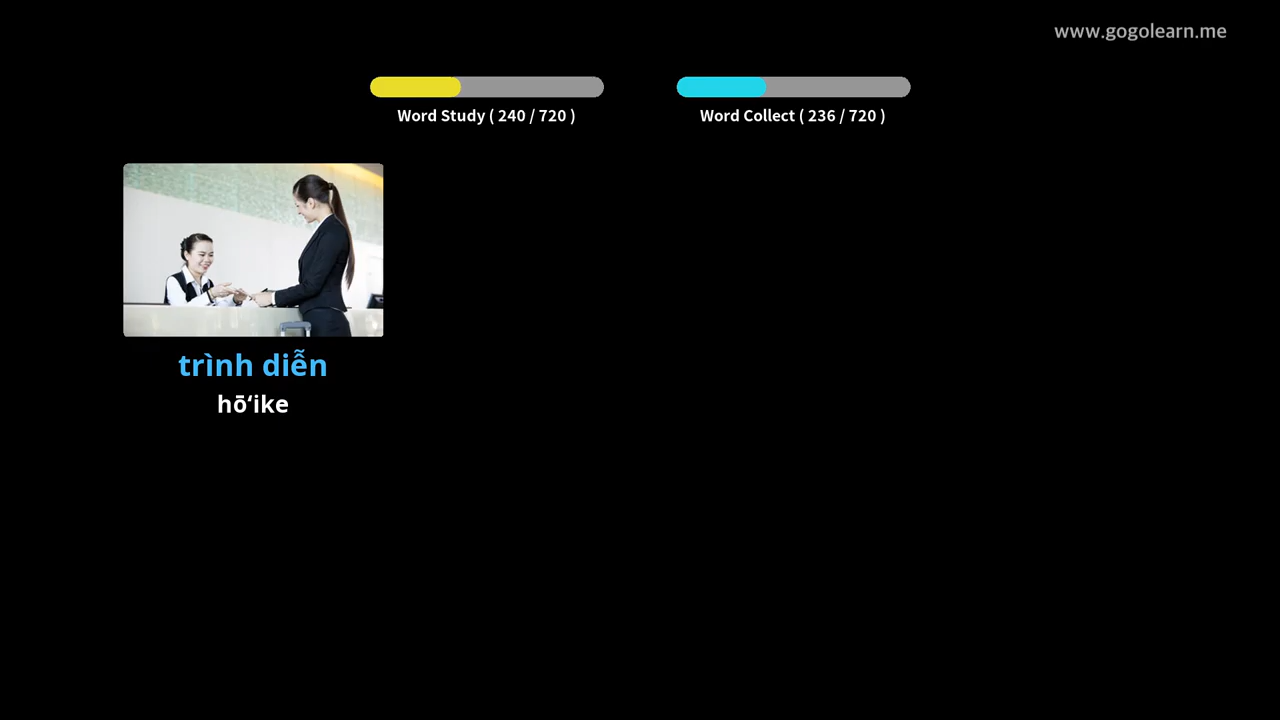 www.gogolearn.me
Word Study ( 240 / 720 )
Word Collect ( 236 / 720 )
trình diễn
hōʻike